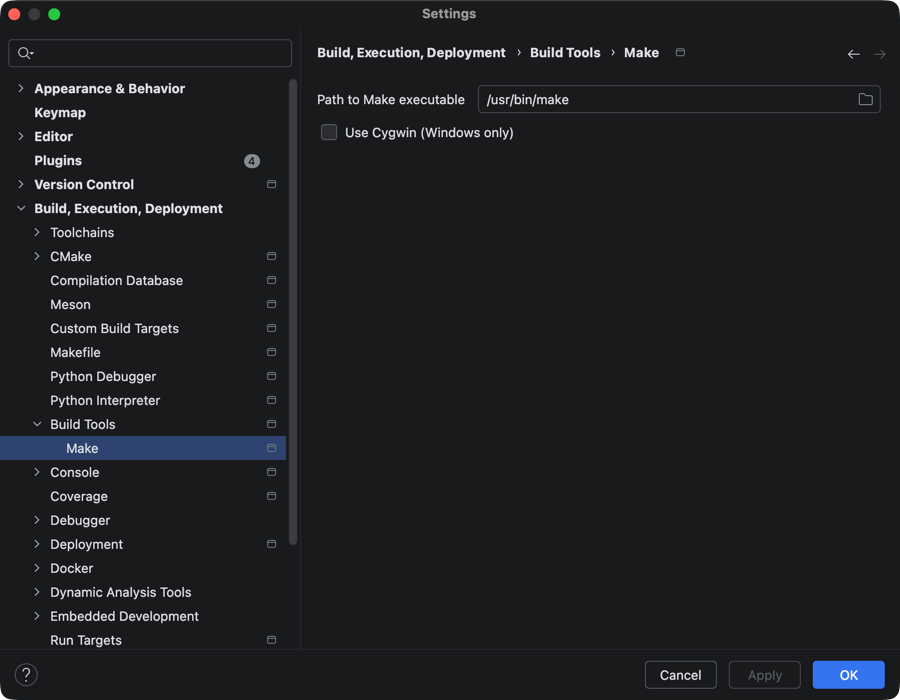 Settings
Appearance & Behavior
Keymap
Editor
Plugins 4
Version Control
Build, Execution, Deployment
Toolchains
CMake
Compilation Database
Meson
Custom Build Targets
Makefile
Python Debugger
Python Interpreter
Build Tools
Make
Console
Coverage
Debugger
Deployment
Docker
Dynamic Analysis Tools
Embedded Development
Run Targets
Build, Execution, Deployment › Build Tools › Make
Path to Make executable /usr/bin/make
Use Cygwin (Windows only)
?
Cancel Apply OK